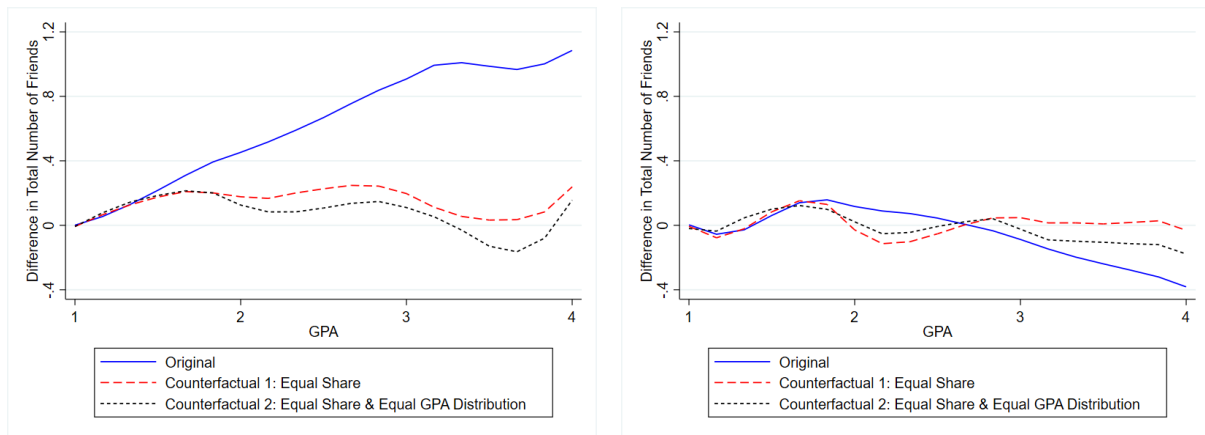 Difference in Total Number of Friends
1.2
.8
.4
0
-.4
1 2 3 4
GPA
Original
Counterfactual 1: Equal Share
Counterfactual 2: Equal Share & Equal GPA Distribution
Difference in Total Number of Friends
1.2
.8
.4
0
-.4
1 2 3 4
GPA
Original
Counterfactual 1: Equal Share
Counterfactual 2: Equal Share & Equal GPA Distribution